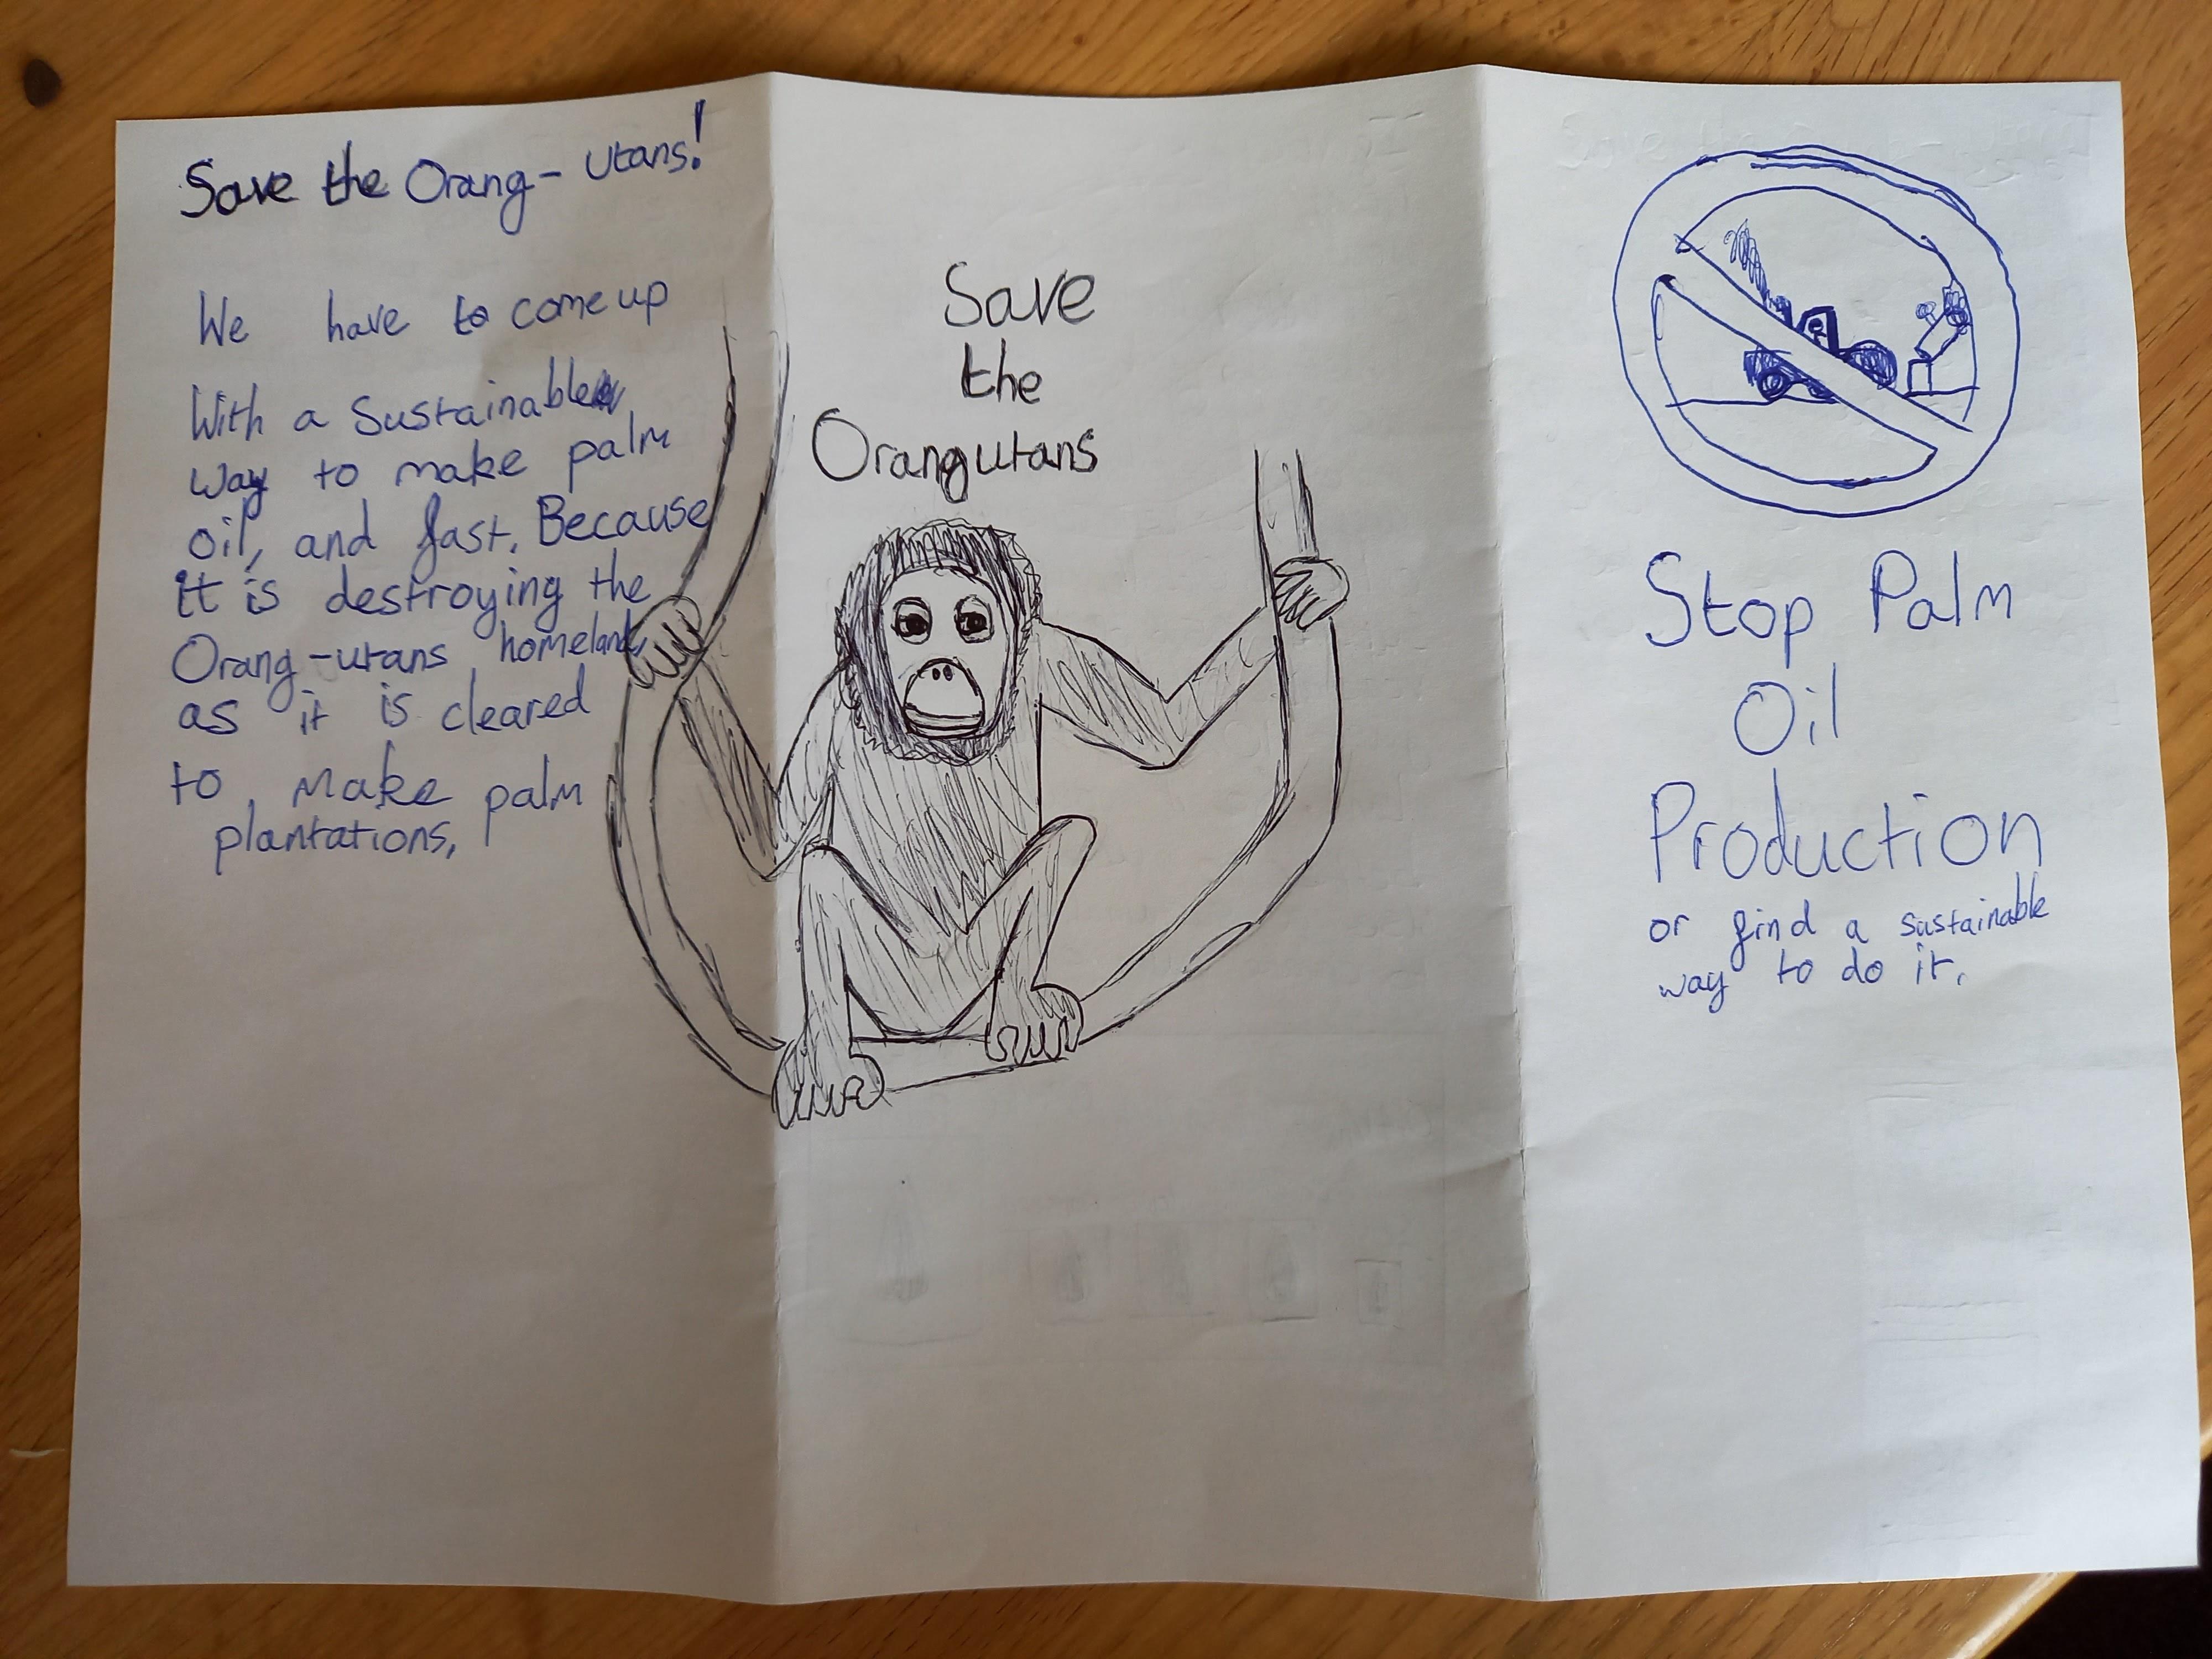 Save the Orang-utans!
We have to come up
With a Sustainable
way to make palm
oil, and fast. Because
it is destroying the
Orang-utans homeland,
as it is cleared
to make palm
plantations,
Save
the
Orangutans
Stop Palm
Oil
Production
or find a sustainable
way to do it.